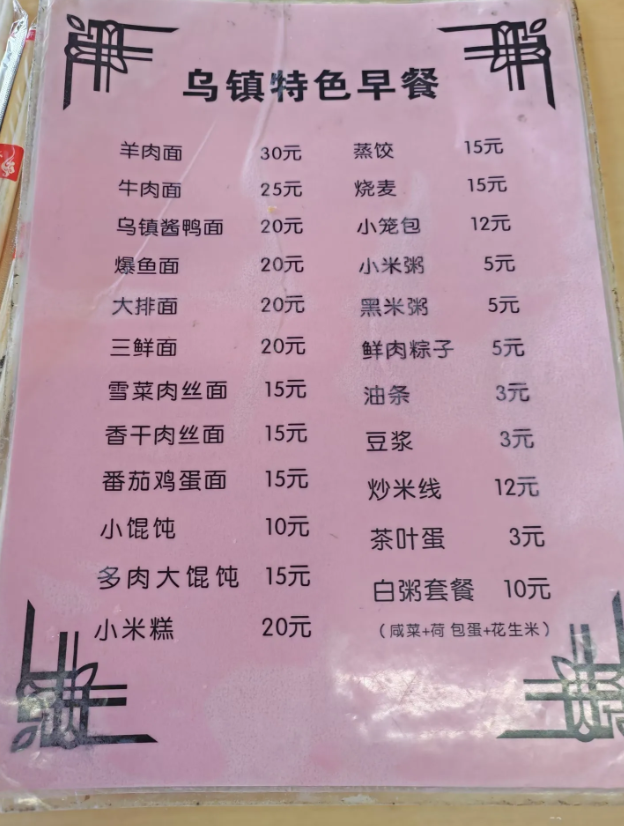 乌镇特色早餐
羊肉面 30元 蒸饺 15元
牛肉面 25元 烧麦 15元
乌镇酱鸭面 20元 小笼包 12元
爆鱼面 20元 小米粥 5元
大排面 20元 黑米粥 5元
三鲜面 20元 鲜肉粽子 5元
雪菜肉丝面 15元 油条 3元
香干肉丝面 15元 豆浆 3元
番茄鸡蛋面 15元 炒米线 12元
小馄饨 10元 茶叶蛋 3元
多肉大馄饨 15元 白粥套餐 10元
小米糕 20元 （咸菜+荷包蛋+花生米）